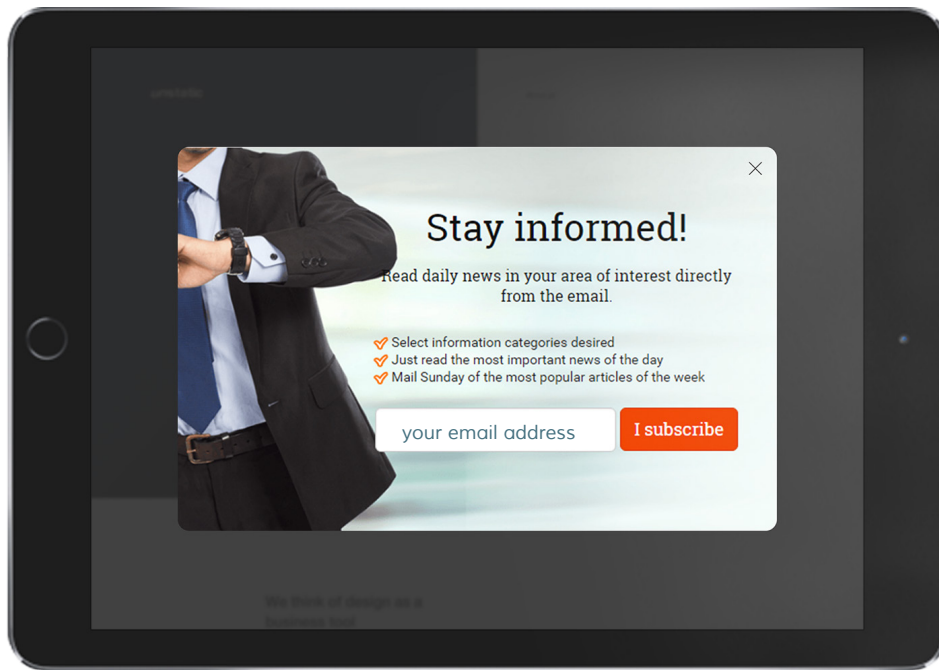 Stay informed!
Read daily news in your area of interest directly
from the email.
Select information categories desired
Just read the most important news of the day
Mail Sunday of the most popular articles of the week
your email address
I subscribe
We think of design as a
business tool